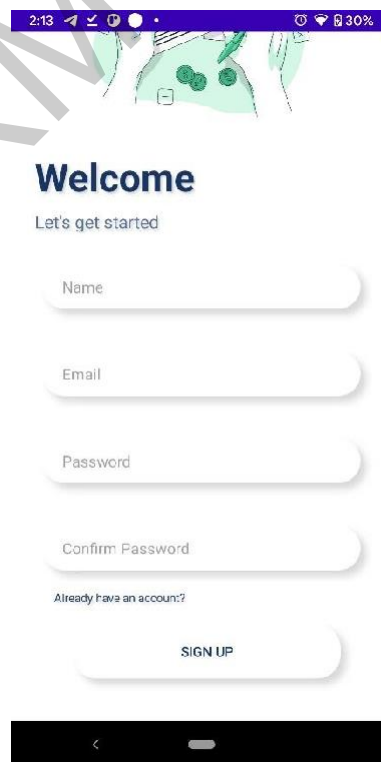 2:13
30%
Welcome
Let's get started
Name
Email
Password
Confirm Password
Already have an account?
SIGN UP